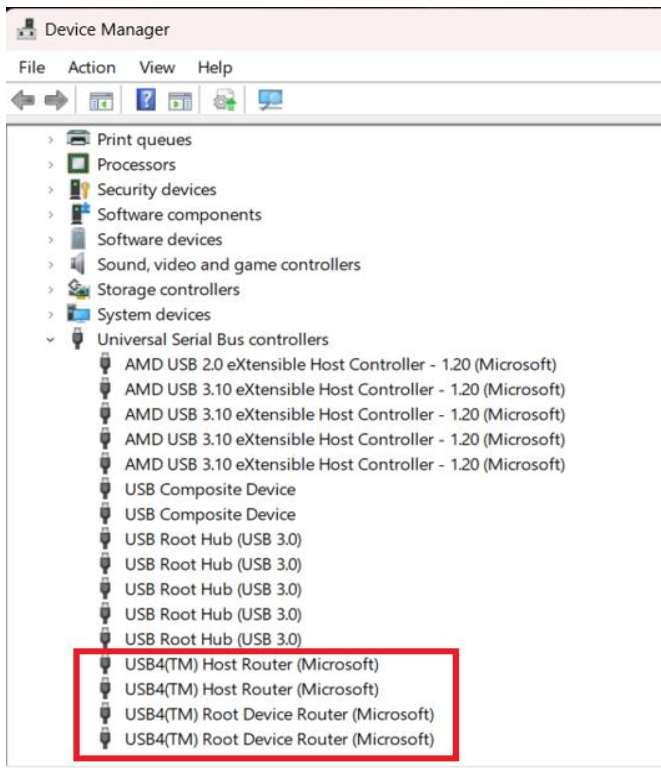 Device Manager
File Action View Help
Print queues
Processors
Security devices
Software components
Software devices
Sound, video and game controllers
Storage controllers
System devices
Universal Serial Bus controllers
AMD USB 2.0 eXtensible Host Controller - 1.20 (Microsoft)
AMD USB 3.10 eXtensible Host Controller - 1.20 (Microsoft)
AMD USB 3.10 eXtensible Host Controller - 1.20 (Microsoft)
AMD USB 3.10 eXtensible Host Controller - 1.20 (Microsoft)
AMD USB 3.10 eXtensible Host Controller - 1.20 (Microsoft)
USB Composite Device
USB Composite Device
USB Root Hub (USB 3.0)
USB Root Hub (USB 3.0)
USB Root Hub (USB 3.0)
USB Root Hub (USB 3.0)
USB Root Hub (USB 3.0)
USB4(TM) Host Router (Microsoft)
USB4(TM) Host Router (Microsoft)
USB4(TM) Root Device Router (Microsoft)
USB4(TM) Root Device Router (Microsoft)